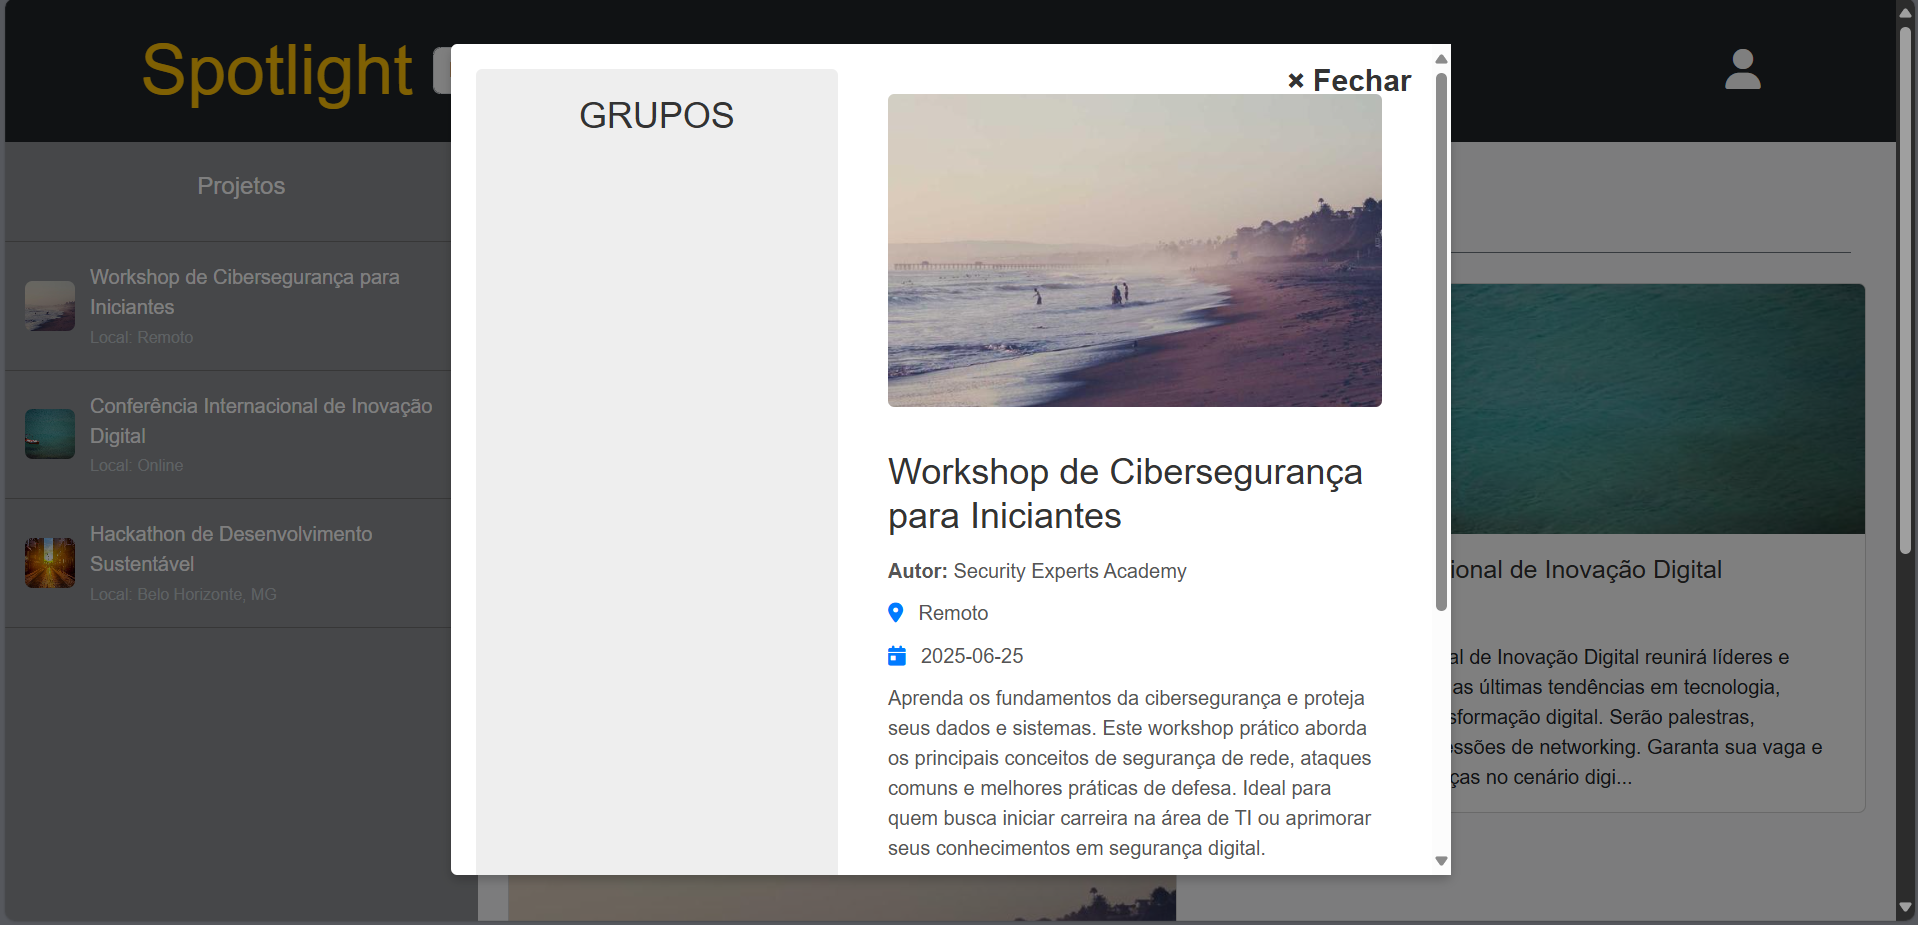 Spotlight
Projetos
Workshop de Cibersegurança para
Iniciantes
Local: Remoto
Conferência Internacional de Inovação
Digital
Local: Online
Hackathon de Desenvolvimento
Sustentável
Local: Belo Horizonte, MG
GRUPOS
× Fechar
Workshop de Cibersegurança
para Iniciantes
Autor: Security Experts Academy
Remoto
2025-06-25
Aprenda os fundamentos da cibersegurança e proteja
seus dados e sistemas. Este workshop prático aborda
os principais conceitos de segurança de rede, ataques
comuns e melhores práticas de defesa. Ideal para
quem busca iniciar carreira na área de TI ou aprimorar
seus conhecimentos em segurança digital.
ional de Inovação Digital
al de Inovação Digital reunirá líderes e
as últimas tendências em tecnologia,
sformação digital. Serão palestras,
essões de networking. Garanta sua vaga e
ças no cenário digi...